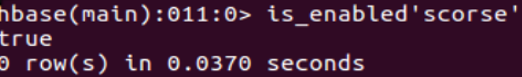 hbase(main):011:0> is_enabled'scorse'
true
0 row(s) in 0.0370 seconds